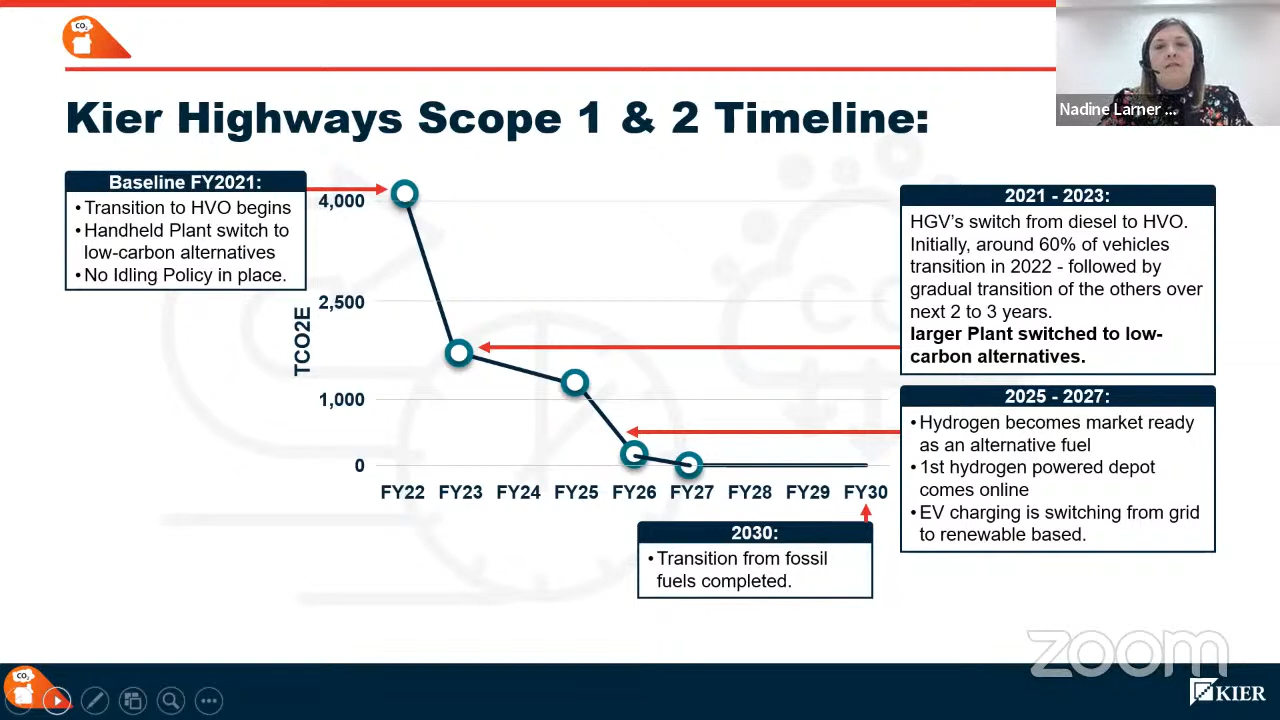 CO₂
Nadine Larner ...
Kier Highways Scope 1 & 2 Timeline:
Baseline FY2021:
• Transition to HVO begins
• Handheld Plant switch to
low-carbon alternatives
• No Idling Policy in place.
TCO2E
4,000
2,500
1,000
0
FY22 FY23 FY24 FY25 FY26 FY27 FY28 FY29 FY30
2021 - 2023:
HGV's switch from diesel to HVO.
Initially, around 60% of vehicles
transition in 2022 - followed by
gradual transition of the others over
next 2 to 3 years.
larger Plant switched to low-
carbon alternatives.
2025 - 2027:
• Hydrogen becomes market ready
as an alternative fuel
• 1st hydrogen powered depot
comes online
• EV charging is switching from grid
to renewable based.
2030:
• Transition from fossil
fuels completed.
zoom
CO₂
KIER